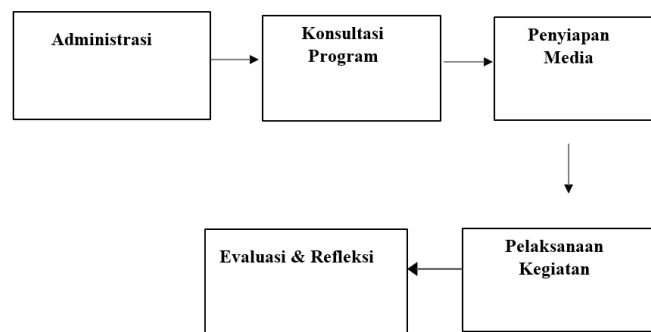 Administrasi
Konsultasi
Program
Penyiapan
Media
Pelaksanaan
Kegiatan
Evaluasi & Refleksi